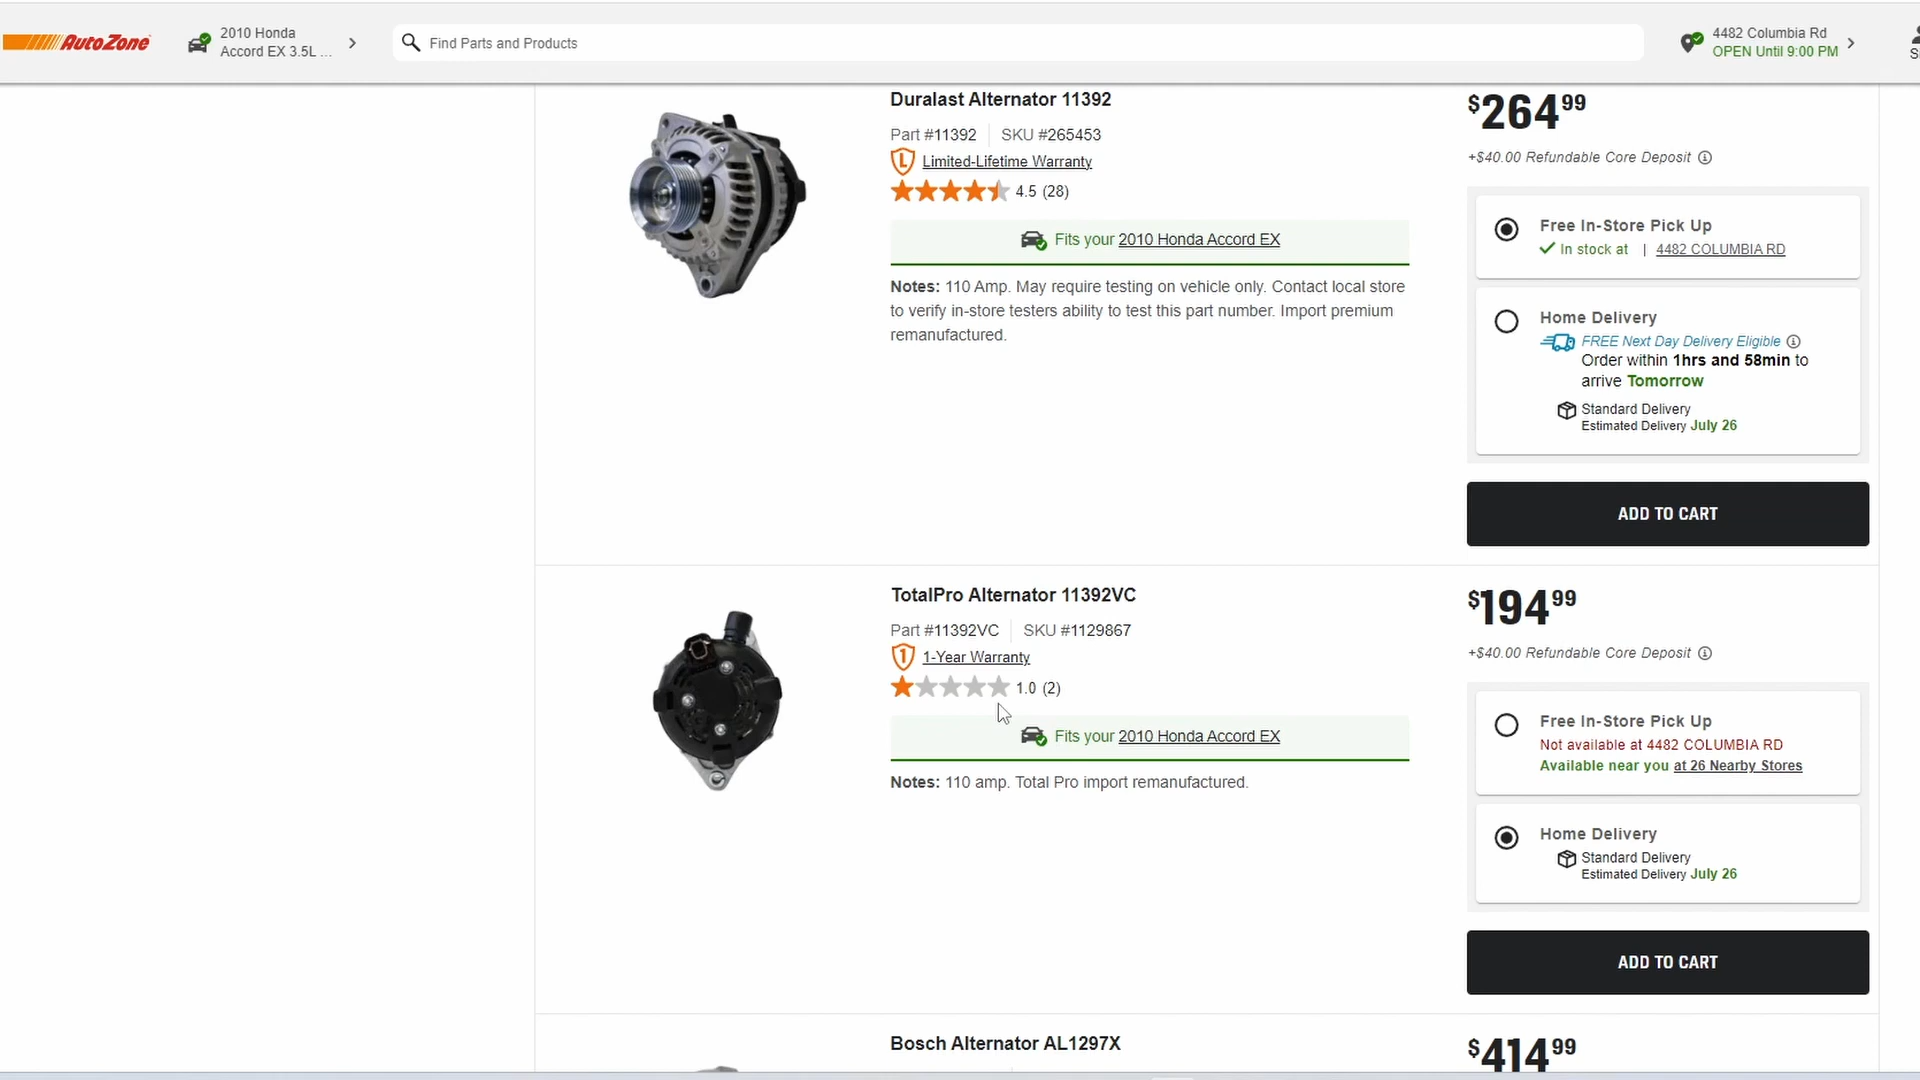 AutoZone
2010 Honda
Accord EX 3.5L ...
Find Parts and Products
4482 Columbia Rd
OPEN Until 9:00 PM
Duralast Alternator 11392
Part #11392 SKU #265453
L Limited-Lifetime Warranty
4.5 (28)
Fits your 2010 Honda Accord EX
Notes: 110 Amp. May require testing on vehicle only. Contact local store
to verify in-store testers ability to test this part number. Import premium
remanufactured.
$264 99
+$40.00 Refundable Core Deposit
Free In-Store Pick Up
In stock at | 4482 COLUMBIA RD
Home Delivery
FREE Next Day Delivery Eligible
Order within 1hrs and 58min to
arrive Tomorrow
Standard Delivery
Estimated Delivery July 26
ADD TO CART
TotalPro Alternator 11392VC
Part #11392VC SKU #1129867
1 1-Year Warranty
1.0 (2)
Fits your 2010 Honda Accord EX
Notes: 110 amp. Total Pro import remanufactured.
$194 99
+$40.00 Refundable Core Deposit
Free In-Store Pick Up
Not available at 4482 COLUMBIA RD
Available near you at 26 Nearby Stores
Home Delivery
Standard Delivery
Estimated Delivery July 26
ADD TO CART
Bosch Alternator AL1297X
$414 99